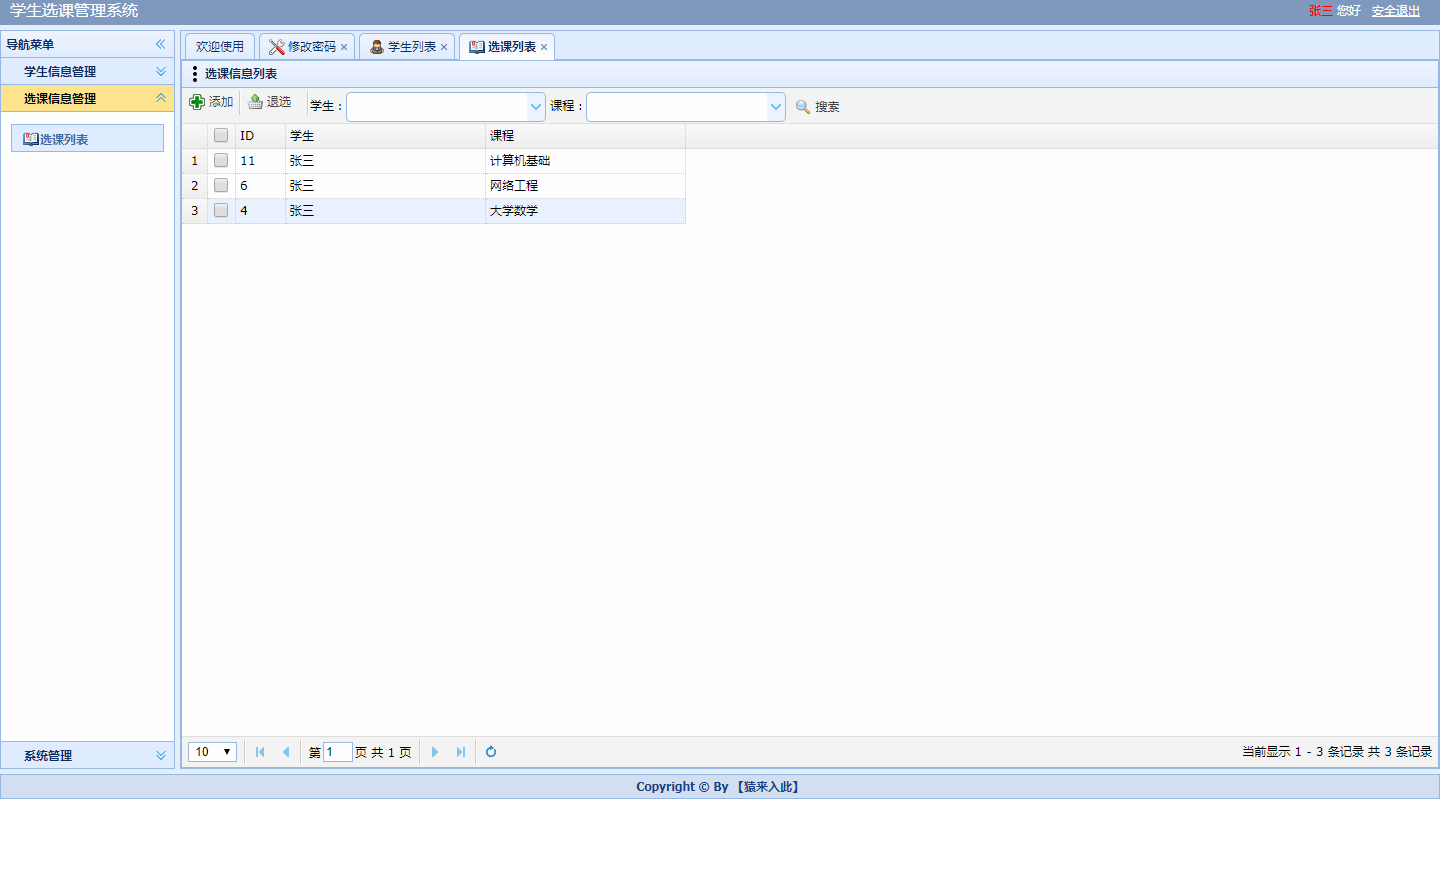 学生选课管理系统
张三 您好 安全退出
导航菜单
学生信息管理
选课信息管理
选课列表
系统管理
欢迎使用 修改密码 学生列表 选课列表
选课信息列表
添加 退选 学生： 课程： 搜索
ID 学生 课程
1 11 张三 计算机基础
2 6 张三 网络工程
3 4 张三 大学数学
10 第 1 页 共 1 页 当前显示 1 - 3 条记录 共 3 条记录
Copyright © By 【猿来入此】